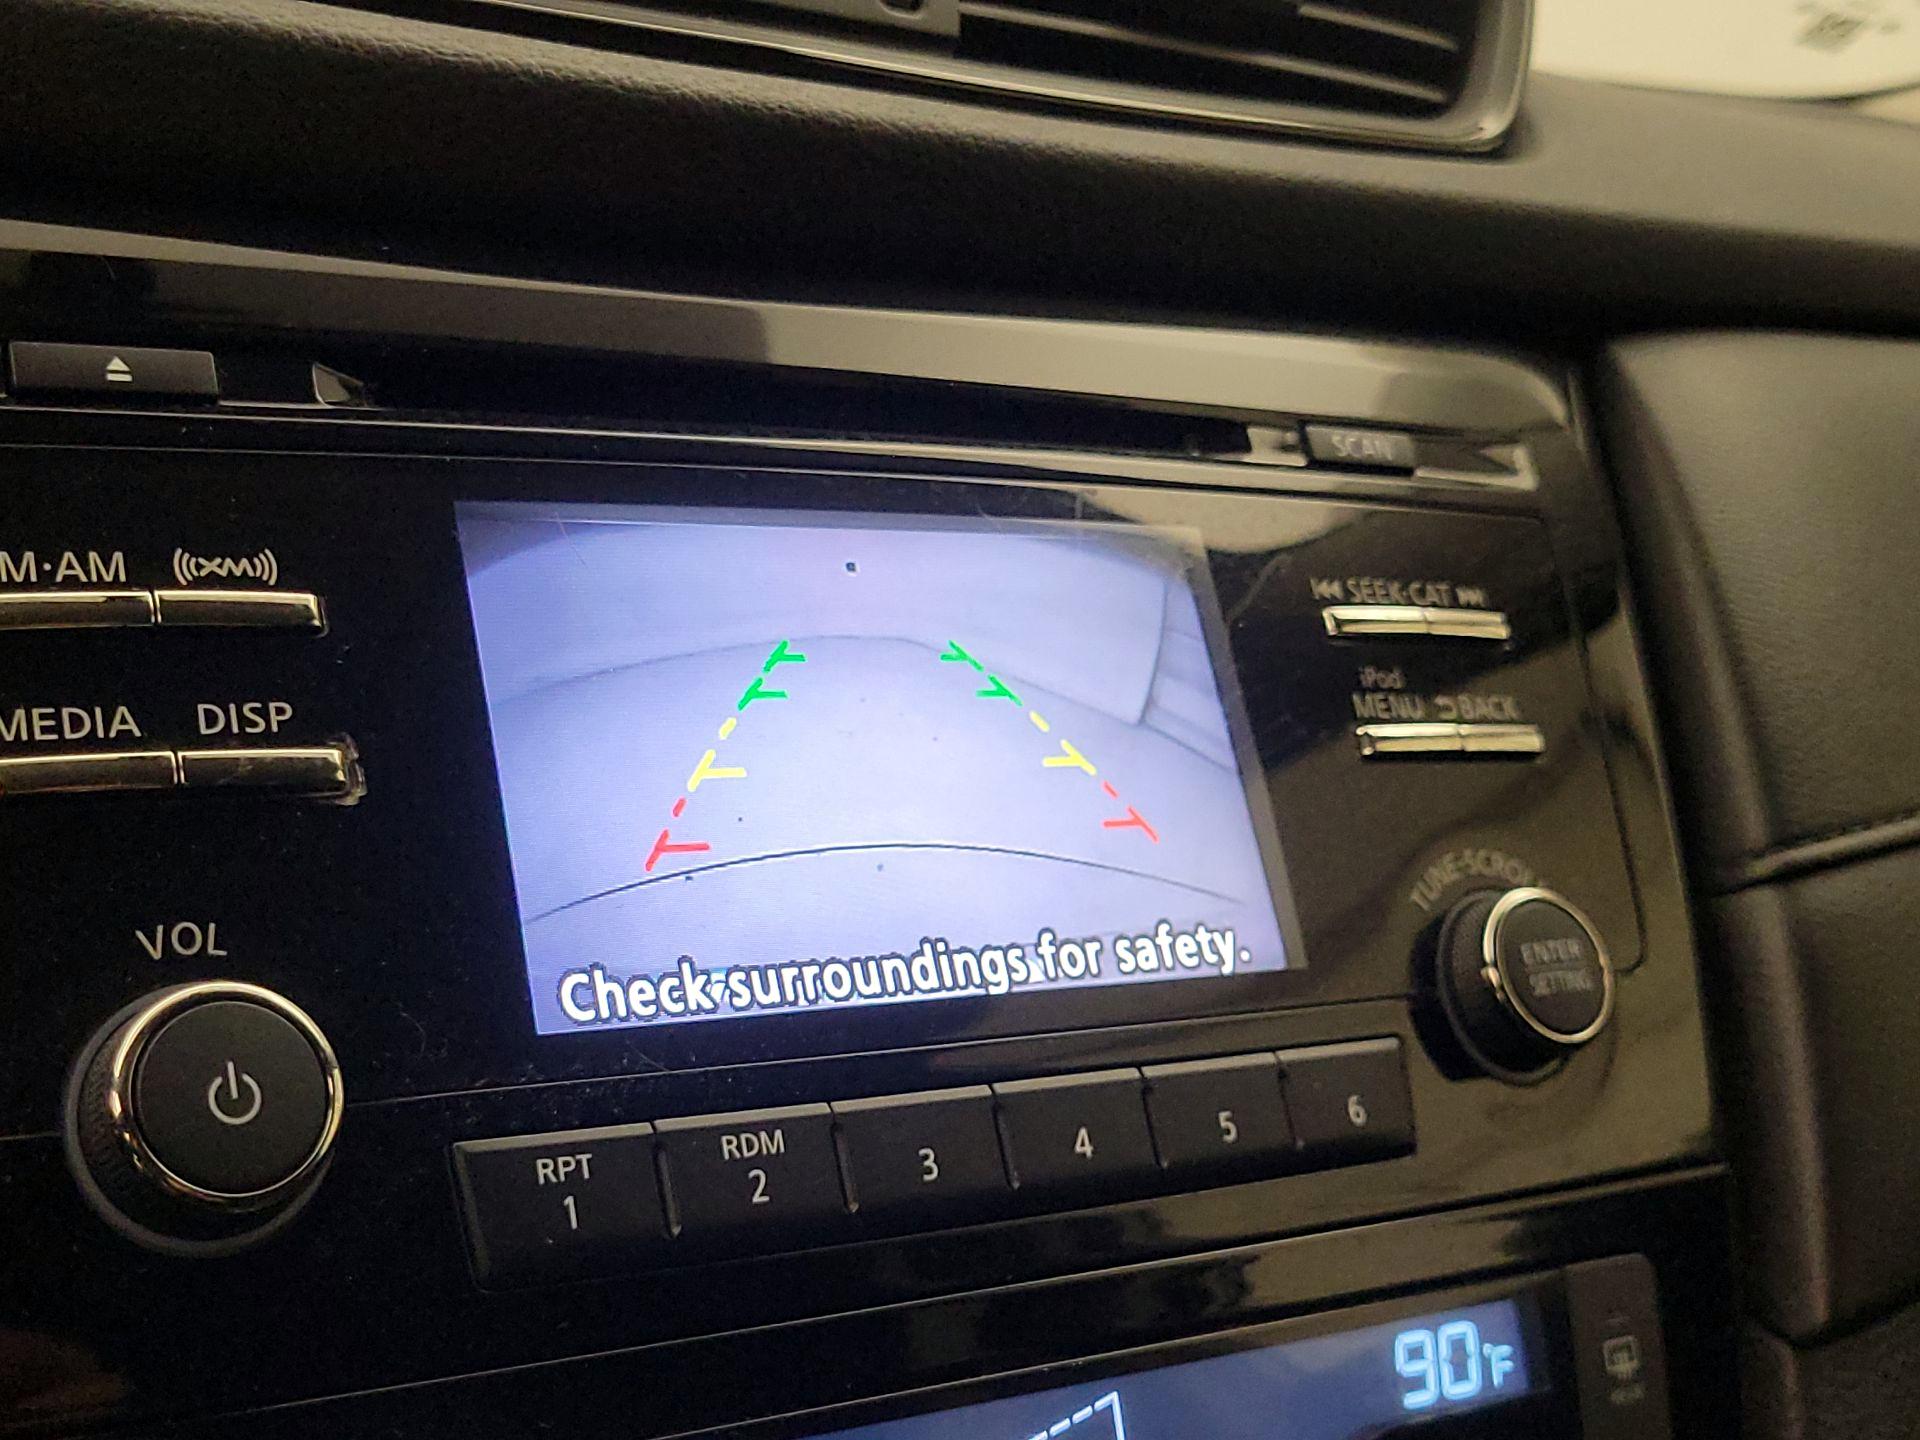 SCAN
M·AM XM
SEEK·CAT
iPod
MENU BACK
MEDIA DISP
TUNE·SCROLL
ENTER
SETTING
Check surroundings for safety.
VOL
RPT
1
RDM
2
3
4
5
6
90°F